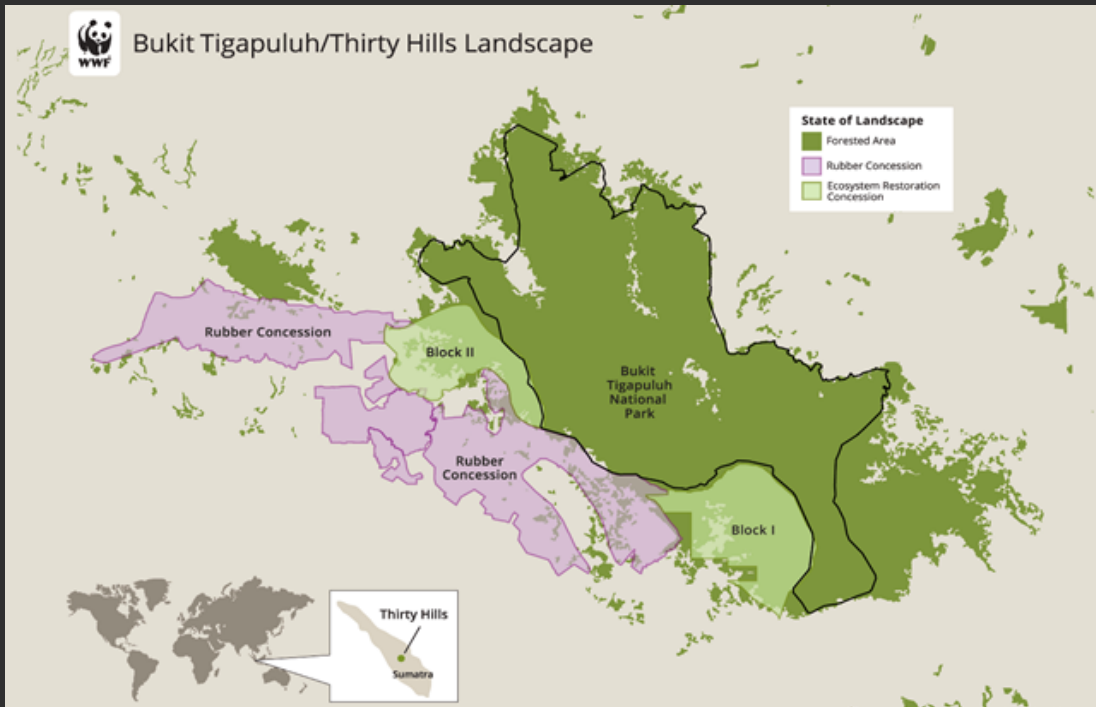 WWF
Bukit Tigapuluh/Thirty Hills Landscape
State of Landscape
Forested Area
Rubber Concession
Ecosystem Restoration
Concession
Rubber Concession
Block II
Bukit
Tigapuluh
National
Park
Rubber
Concession
Block I
Thirty Hills
Sumatra